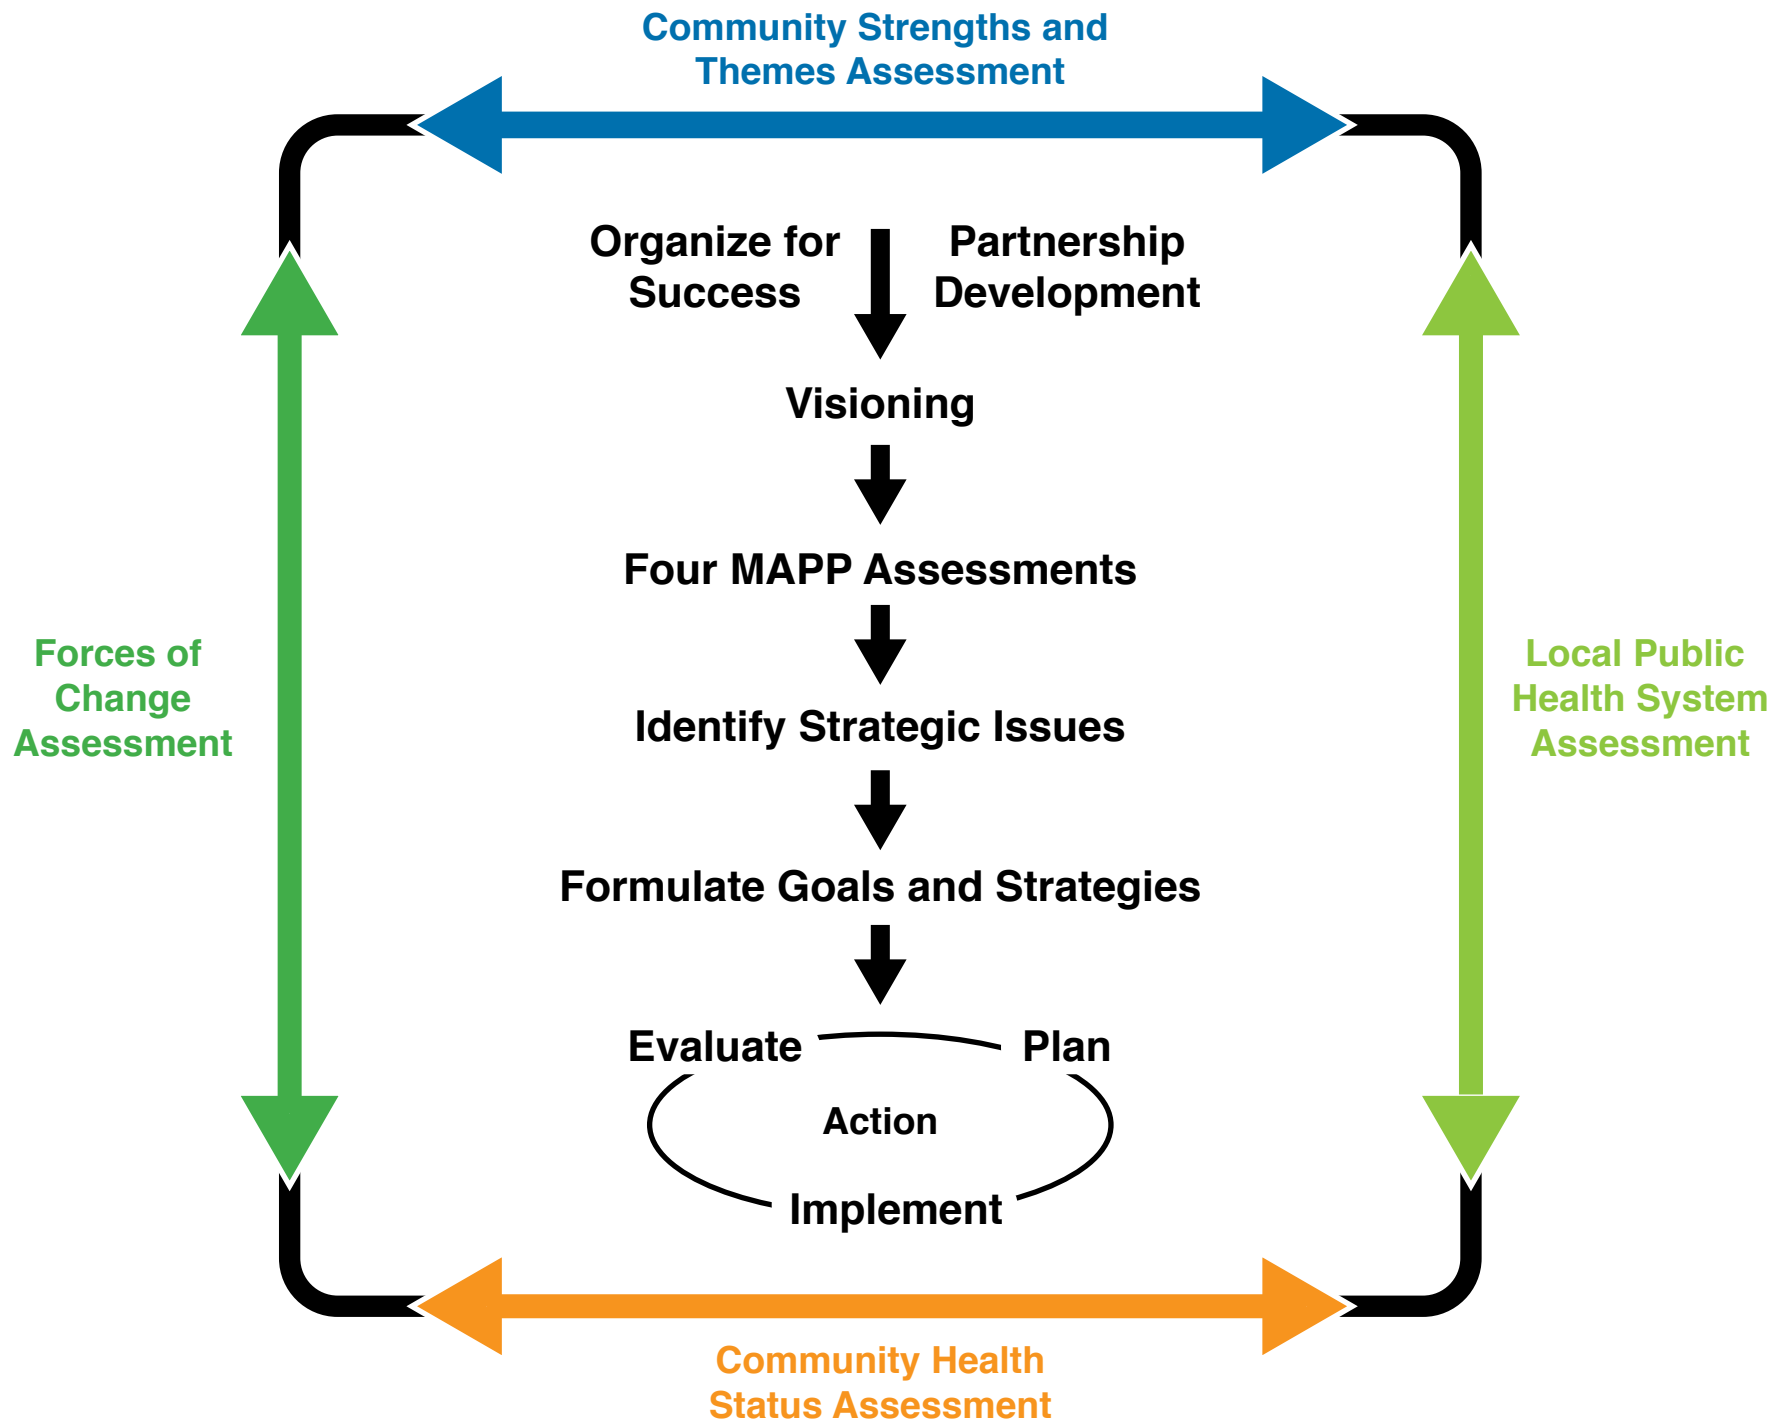 Community Strengths and
Themes Assessment
Organize for
Success
Partnership
Development
Visioning
Four MAPP Assessments
Forces of
Change
Assessment
Local Public
Health System
Assessment
Identify Strategic Issues
Formulate Goals and Strategies
Evaluate
Plan
Action
Implement
Community Health
Status Assessment